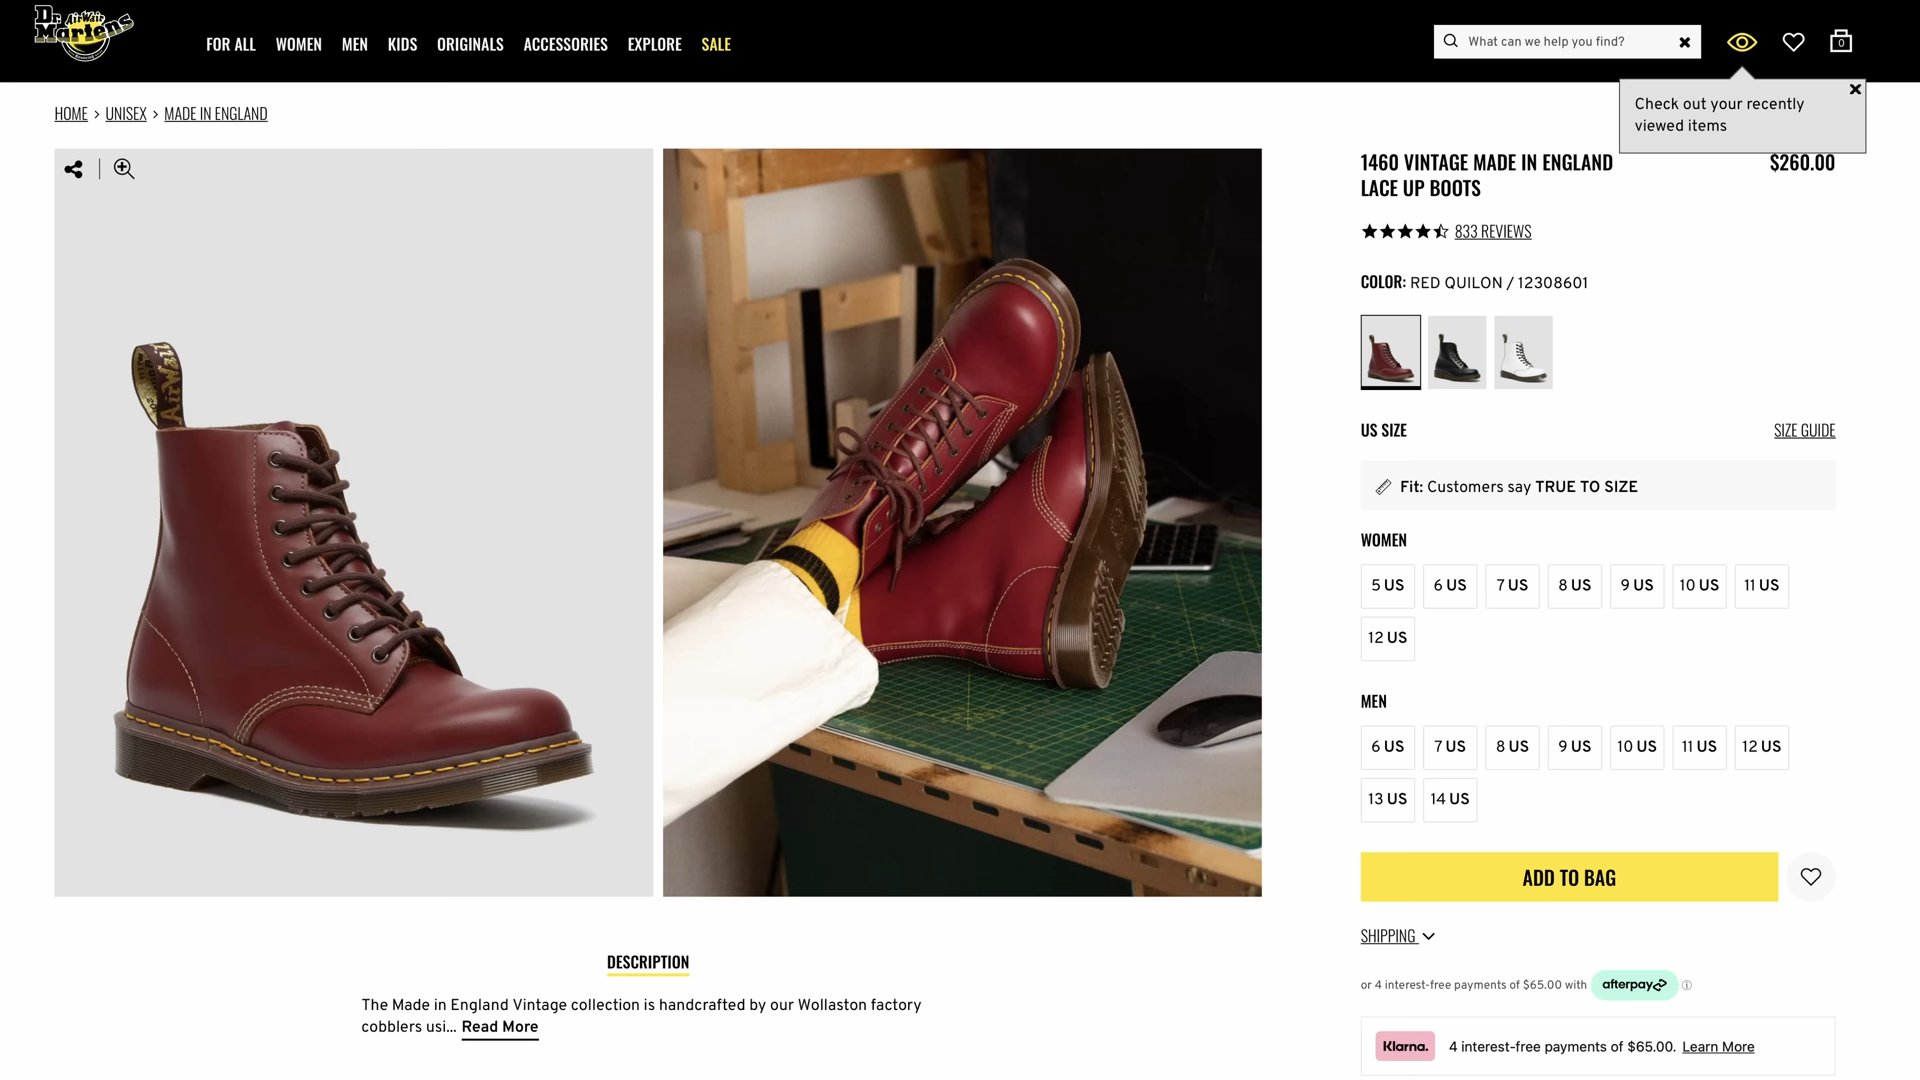 Dr.
AirWair
Martens
FOR ALL WOMEN MEN KIDS ORIGINALS ACCESSORIES EXPLORE SALE
What can we help you find?
0
Check out your recently
viewed items
HOME > UNISEX > MADE IN ENGLAND
1460 VINTAGE MADE IN ENGLAND
LACE UP BOOTS
$260.00
833 REVIEWS
COLOR: RED QUILON / 12308601
US SIZE
SIZE GUIDE
Fit: Customers say TRUE TO SIZE
WOMEN
5 US 6 US 7 US 8 US 9 US 10 US 11 US
12 US
MEN
6 US 7 US 8 US 9 US 10 US 11 US 12 US
13 US 14 US
ADD TO BAG
SHIPPING
or 4 interest-free payments of $65.00 with afterpay
Klarna. 4 interest-free payments of $65.00. Learn More
AirWair
DESCRIPTION
The Made in England Vintage collection is handcrafted by our Wollaston factory
cobblers usi... Read More